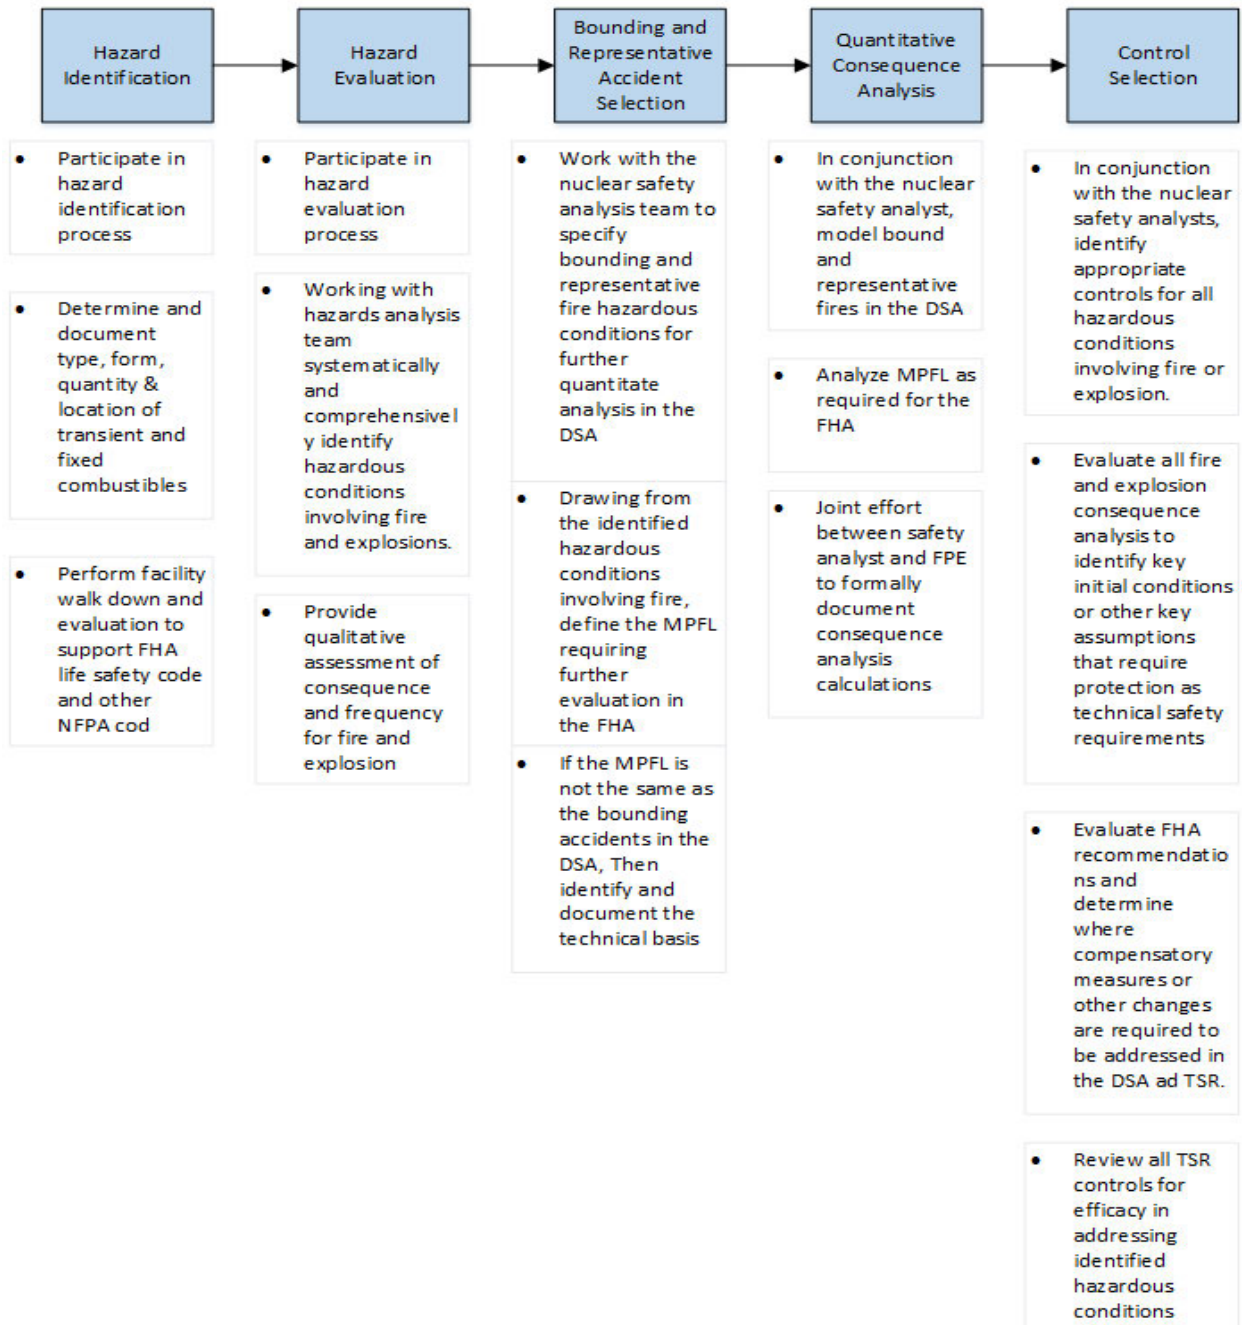 Hazard
Identification
Hazard
Evaluation
Bounding and
Representative
Accident
Selection
Quantitative
Consequence
Analysis
Control
Selection
• Participate in
hazard
identification
process
• Determine and
document
type, form,
quantity &
location of
transient and
fixed
combustibles
• Perform facility
walk down and
evaluation to
support FHA
life safety code
and other
NFPA cod
• Participate in
hazard
evaluation
process
• Working with
hazards analysis
team
systematically
and
comprehensivel
y identify
hazardous
conditions
involving fire
and explosions.
• Provide
qualitative
assessment of
consequence
and frequency
for fire and
explosion
• Work with the
nuclear safety
analysis team to
specify
bounding and
representative
fire hazardous
conditions for
further
quantitate
analysis in the
DSA
• Drawing from
the identified
hazardous
conditions
involving fire,
define the MPFL
requiring
further
evaluation in
the FHA
• If the MPFL is
not the same as
the bounding
accidents in the
DSA, Then
identify and
document the
technical basis
• In conjunction
with the nuclear
safety analyst,
model bound
and
representative
fires in the DSA
• Analyze MPFL as
required for the
FHA
• Joint effort
between safety
analyst and FPE
to formally
document
consequence
analysis
calculations
• In conjunction
with the nuclear
safety analysts,
identify
appropriate
controls for all
hazardous
conditions
involving fire or
explosion.
• Evaluate all fire
and explosion
consequence
analysis to
identify key
initial conditions
or other key
assumptions
that require
protection as
technical safety
requirements
• Evaluate FHA
recommendatio
ns and
determine
where
compensatory
measures or
other changes
are required to
be addressed in
the DSA ad TSR.
• Review all TSR
controls for
efficacy in
addressing
identified
hazardous
conditions